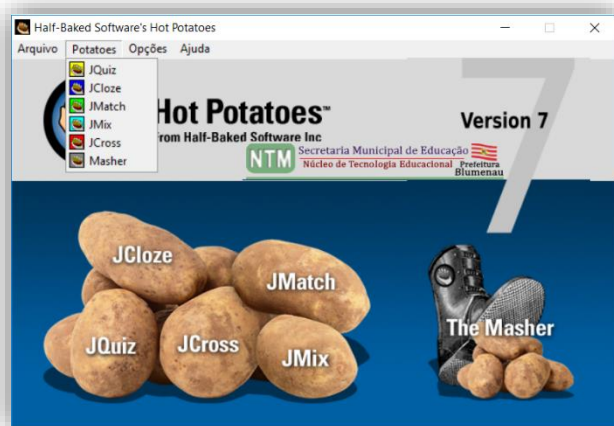 Half-Baked Software's Hot Potatoes
Arquivo Potatoes Opções Ajuda
JQuiz
JCloze
JMatch
JMix
JCross
Masher
Hot Potatoes™
from Half-Baked Software Inc
Version 7
7
NTM
Secretaria Municipal de Educação
Núcleo de Tecnologia Educacional
Prefeitura
Blumenau
JCloze
JMatch
JQuiz
JCross
JMix
The Masher